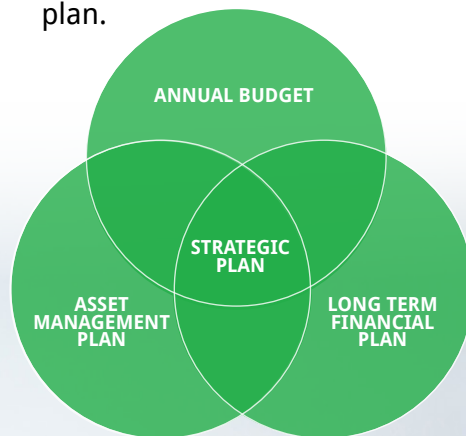 plan.
ANNUAL BUDGET
STRATEGIC
PLAN
ASSET
MANAGEMENT
PLAN
LONG TERM
FINANCIAL
PLAN